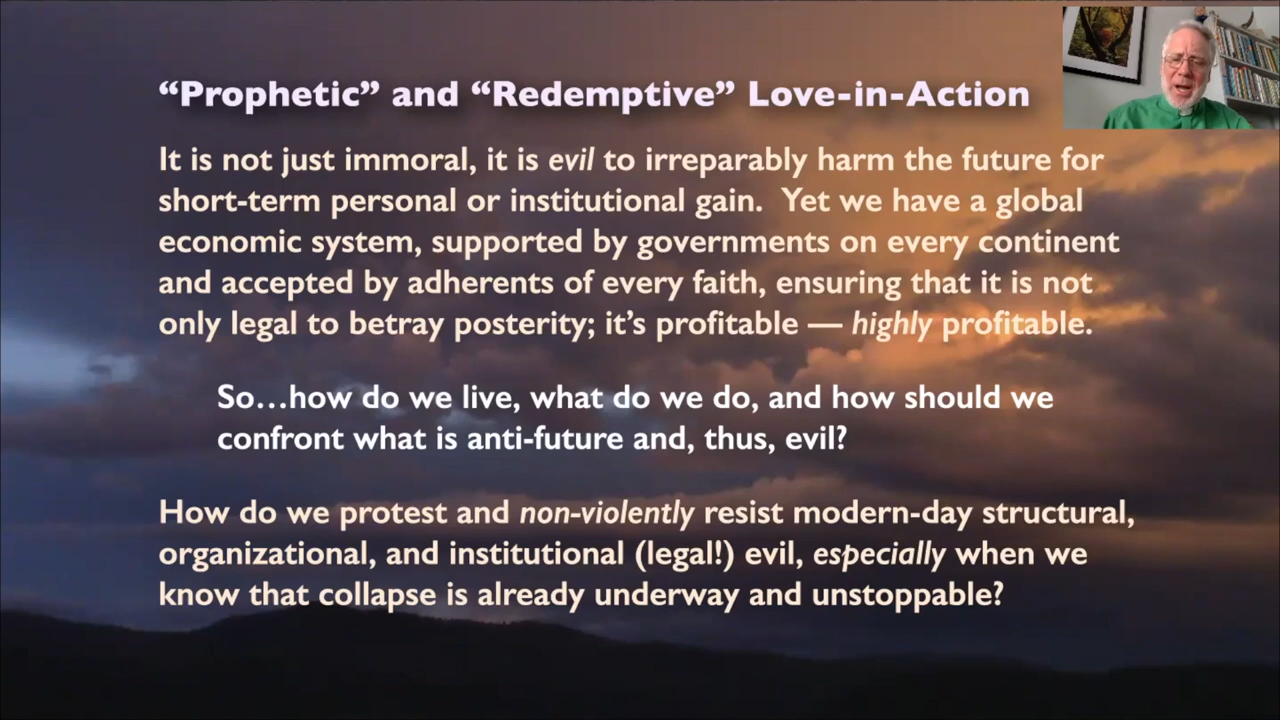 “Prophetic” and “Redemptive” Love-in-Action
It is not just immoral, it is evil to irreparably harm the future for
short-term personal or institutional gain.  Yet we have a global
economic system, supported by governments on every continent
and accepted by adherents of every faith, ensuring that it is not
only legal to betray posterity; it’s profitable — highly profitable.
So…how do we live, what do we do, and how should we
confront what is anti-future and, thus, evil?
How do we protest and non-violently resist modern-day structural,
organizational, and institutional (legal!) evil, especially when we
know that collapse is already underway and unstoppable?